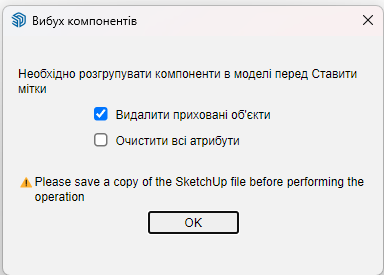 Вибух компонентів
Необхідно розгрупувати компоненти в моделі перед Ставити
мітки
Видалити приховані об'єкти
Очистити всі атрибути
Please save a copy of the SketchUp file before performing the
operation
OK